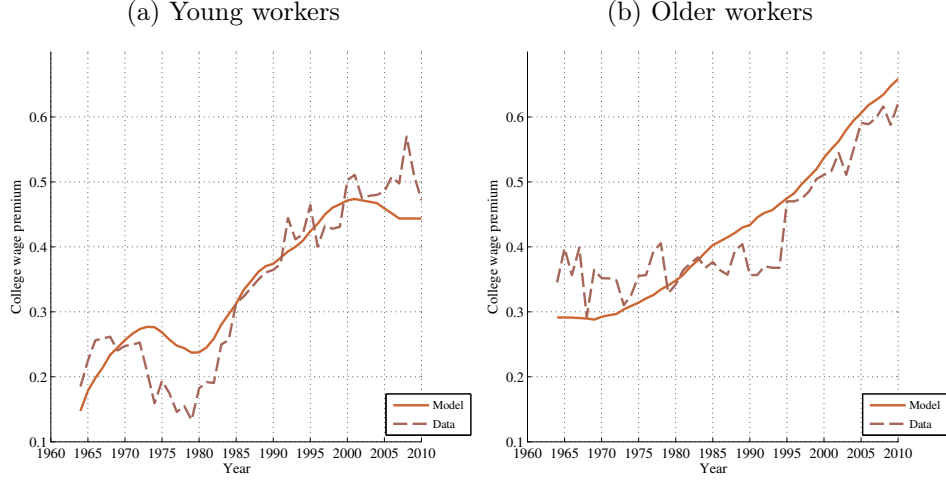 (a) Young workers
College wage premium
0.6
0.5
0.4
0.3
0.2
0.1
1960 1965 1970 1975 1980 1985 1990 1995 2000 2005 2010
Year
Model
Data
(b) Older workers
College wage premium
0.6
0.5
0.4
0.3
0.2
0.1
1960 1965 1970 1975 1980 1985 1990 1995 2000 2005 2010
Year
Model
Data